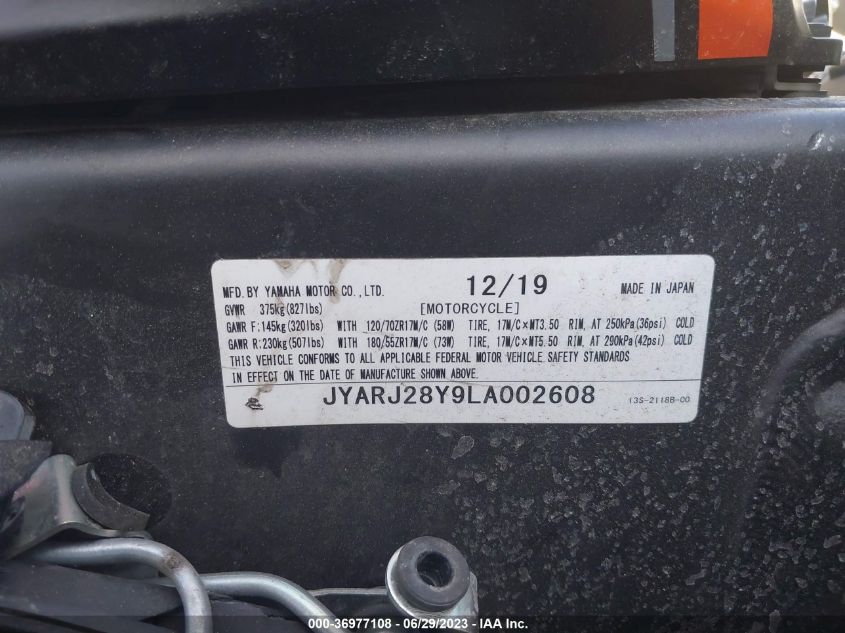 MFD. BY YAMAHA MOTOR CO.,LTD. 12/19 MADE IN JAPAN
GVWR 375kg(827lbs) [MOTORCYCLE]
GAWR F:145kg(320lbs) WITH 120/70ZR17M/C (58W) TIRE, 17M/C×MT3.50 RIM, AT 250kPa(36psi) COLD
GAWR R:230kg(507lbs) WITH 180/55ZR17M/C (73W) TIRE, 17M/C×MT5.50 RIM, AT 290kPa(42psi) COLD
THIS VEHICLE CONFORMS TO ALL APPLICABLE FEDERAL MOTOR VEHICLE SAFETY STANDARDS
IN EFFECT ON THE DATE OF MANUFACTURE SHOWN ABOVE.
JYARJ28Y9LA002608 13S-2118B-00
000-36977108 - 06/29/2023 - IAAI.COM